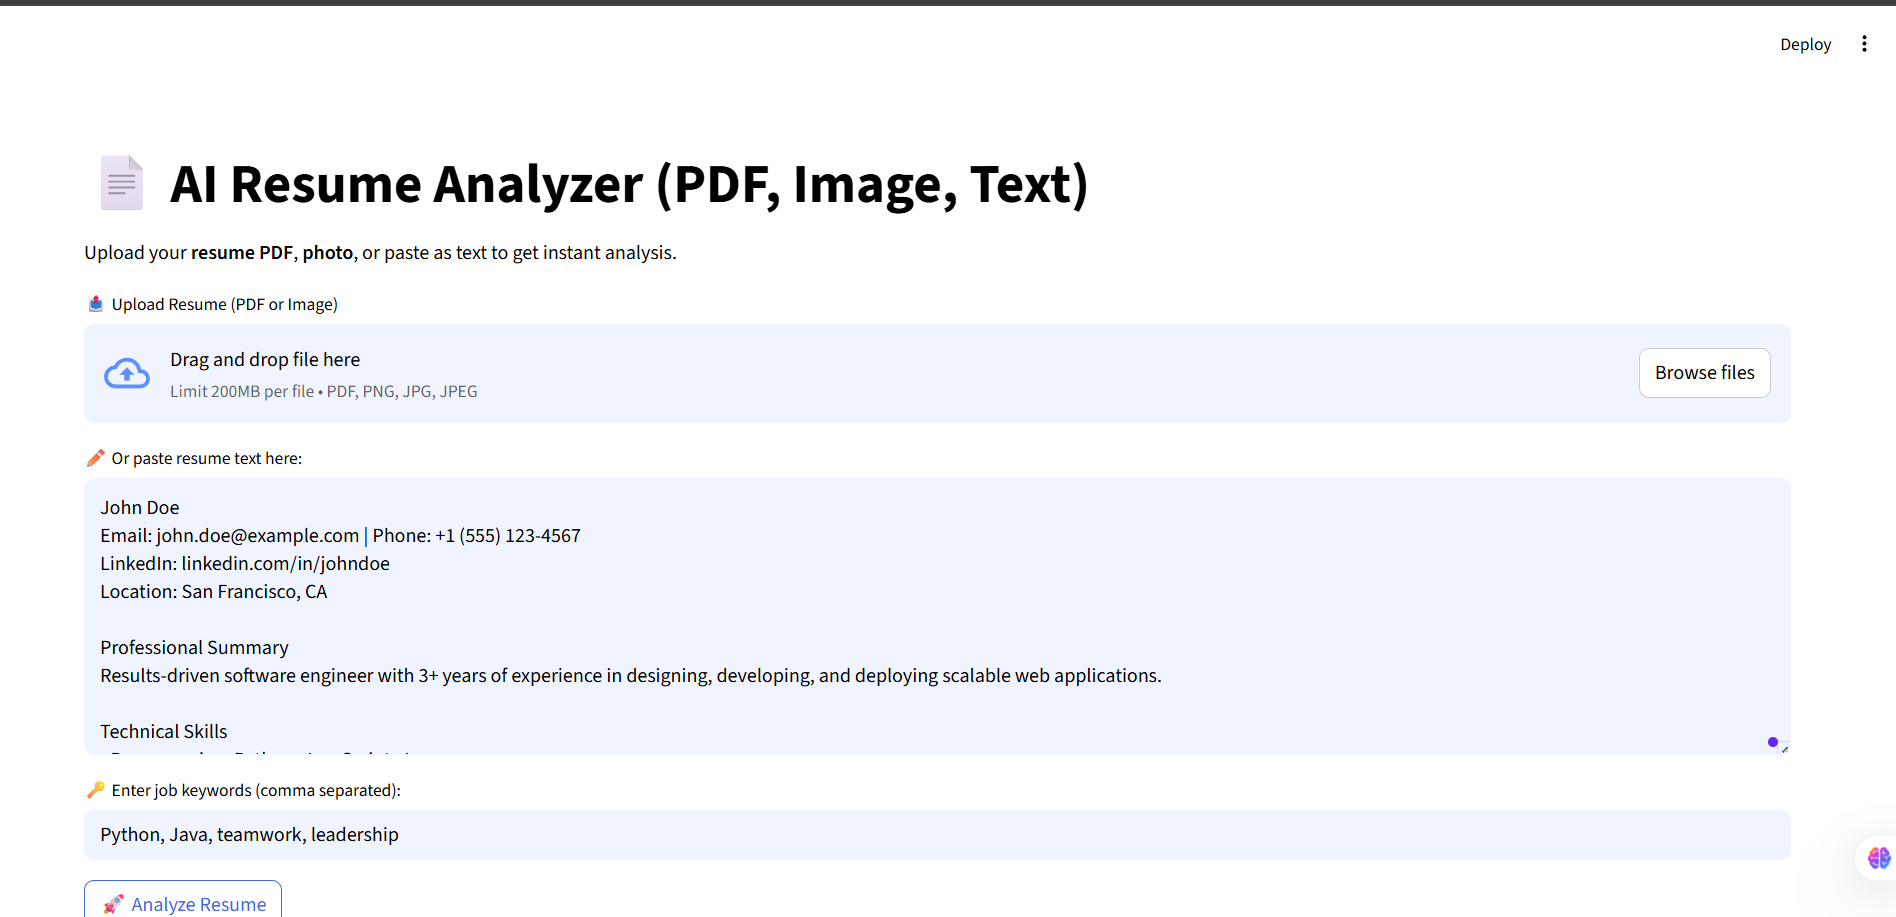 Deploy
AI Resume Analyzer (PDF, Image, Text)
Upload your resume PDF, photo, or paste as text to get instant analysis.
Upload Resume (PDF or Image)
Drag and drop file here
Limit 200MB per file • PDF, PNG, JPG, JPEG
Browse files
Or paste resume text here:
John Doe
Email: john.doe@example.com | Phone: +1 (555) 123-4567
LinkedIn: linkedin.com/in/johndoe
Location: San Francisco, CA
Professional Summary
Results-driven software engineer with 3+ years of experience in designing, developing, and deploying scalable web applications.
Technical Skills
Enter job keywords (comma separated):
Python, Java, teamwork, leadership
Analyze Resume